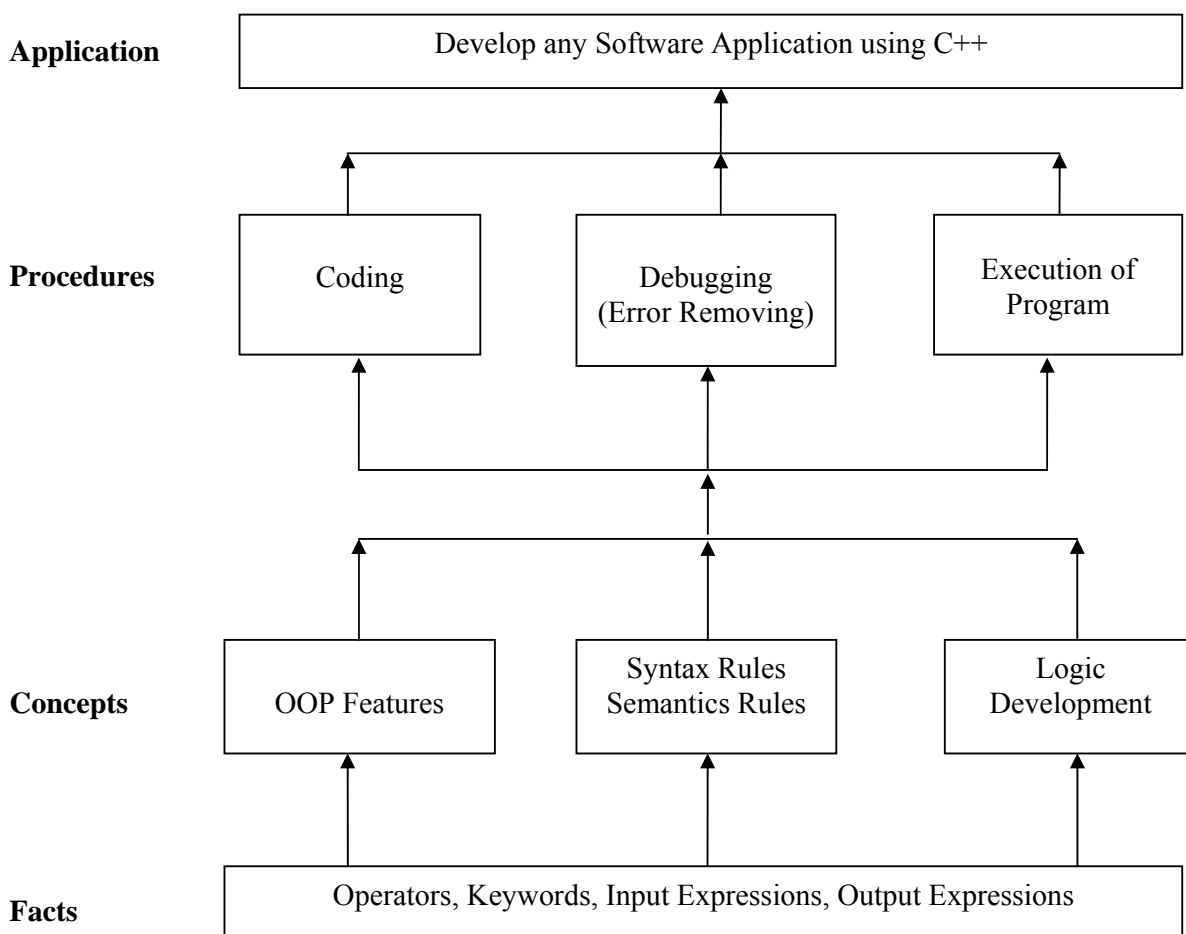 Application
Develop any Software Application using C++
Procedures
Coding
Debugging
(Error Removing)
Execution of
Program
Concepts
OOP Features
Syntax Rules
Semantics Rules
Logic
Development
Facts
Operators, Keywords, Input Expressions, Output Expressions